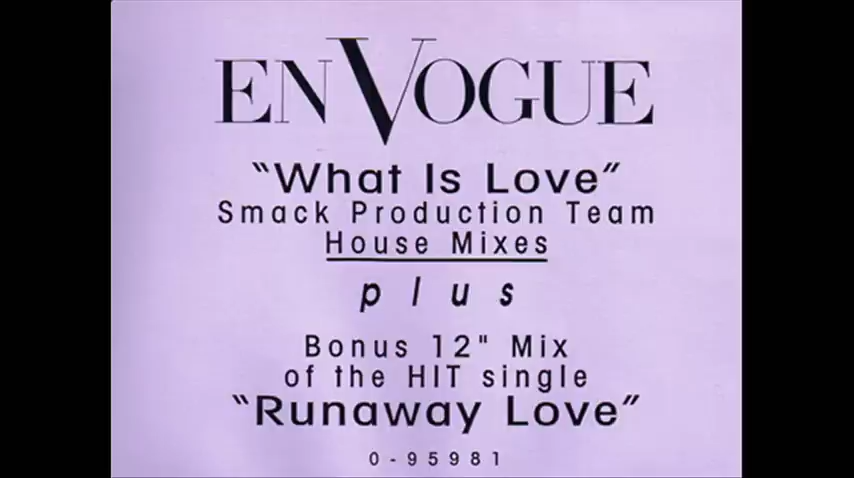 EN VOGUE
“What Is Love”
Smack Production Team
House Mixes
plus
Bonus 12" Mix
of the HIT single
“Runaway Love”
0-95981